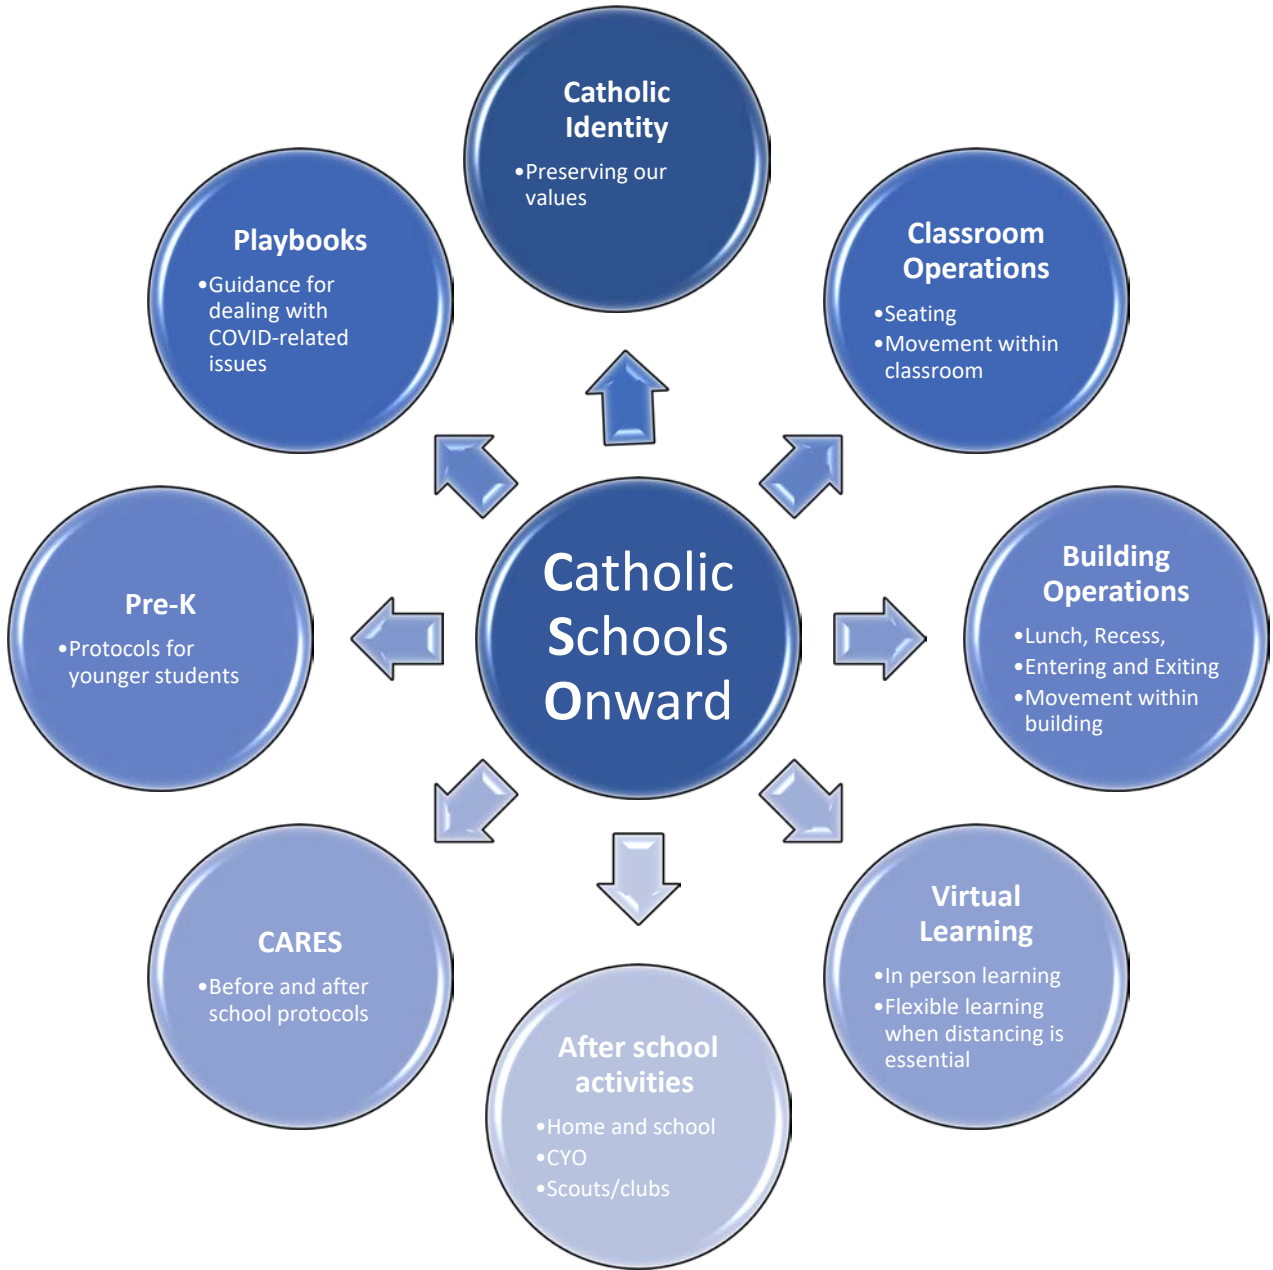 Catholic
Identity
•Preserving our
values
Classroom
Operations
•Seating
•Movement within
classroom
Building
Operations
•Lunch, Recess,
•Entering and Exiting
•Movement within
building
Virtual
Learning
•In person learning
•Flexible learning
when distancing is
essential
After school
activities
•Home and school
•CYO
•Scouts/clubs
CARES
•Before and after
school protocols
Pre-K
•Protocols for
younger students
Playbooks
•Guidance for
dealing with
COVID-related
issues
Catholic
Schools
Onward